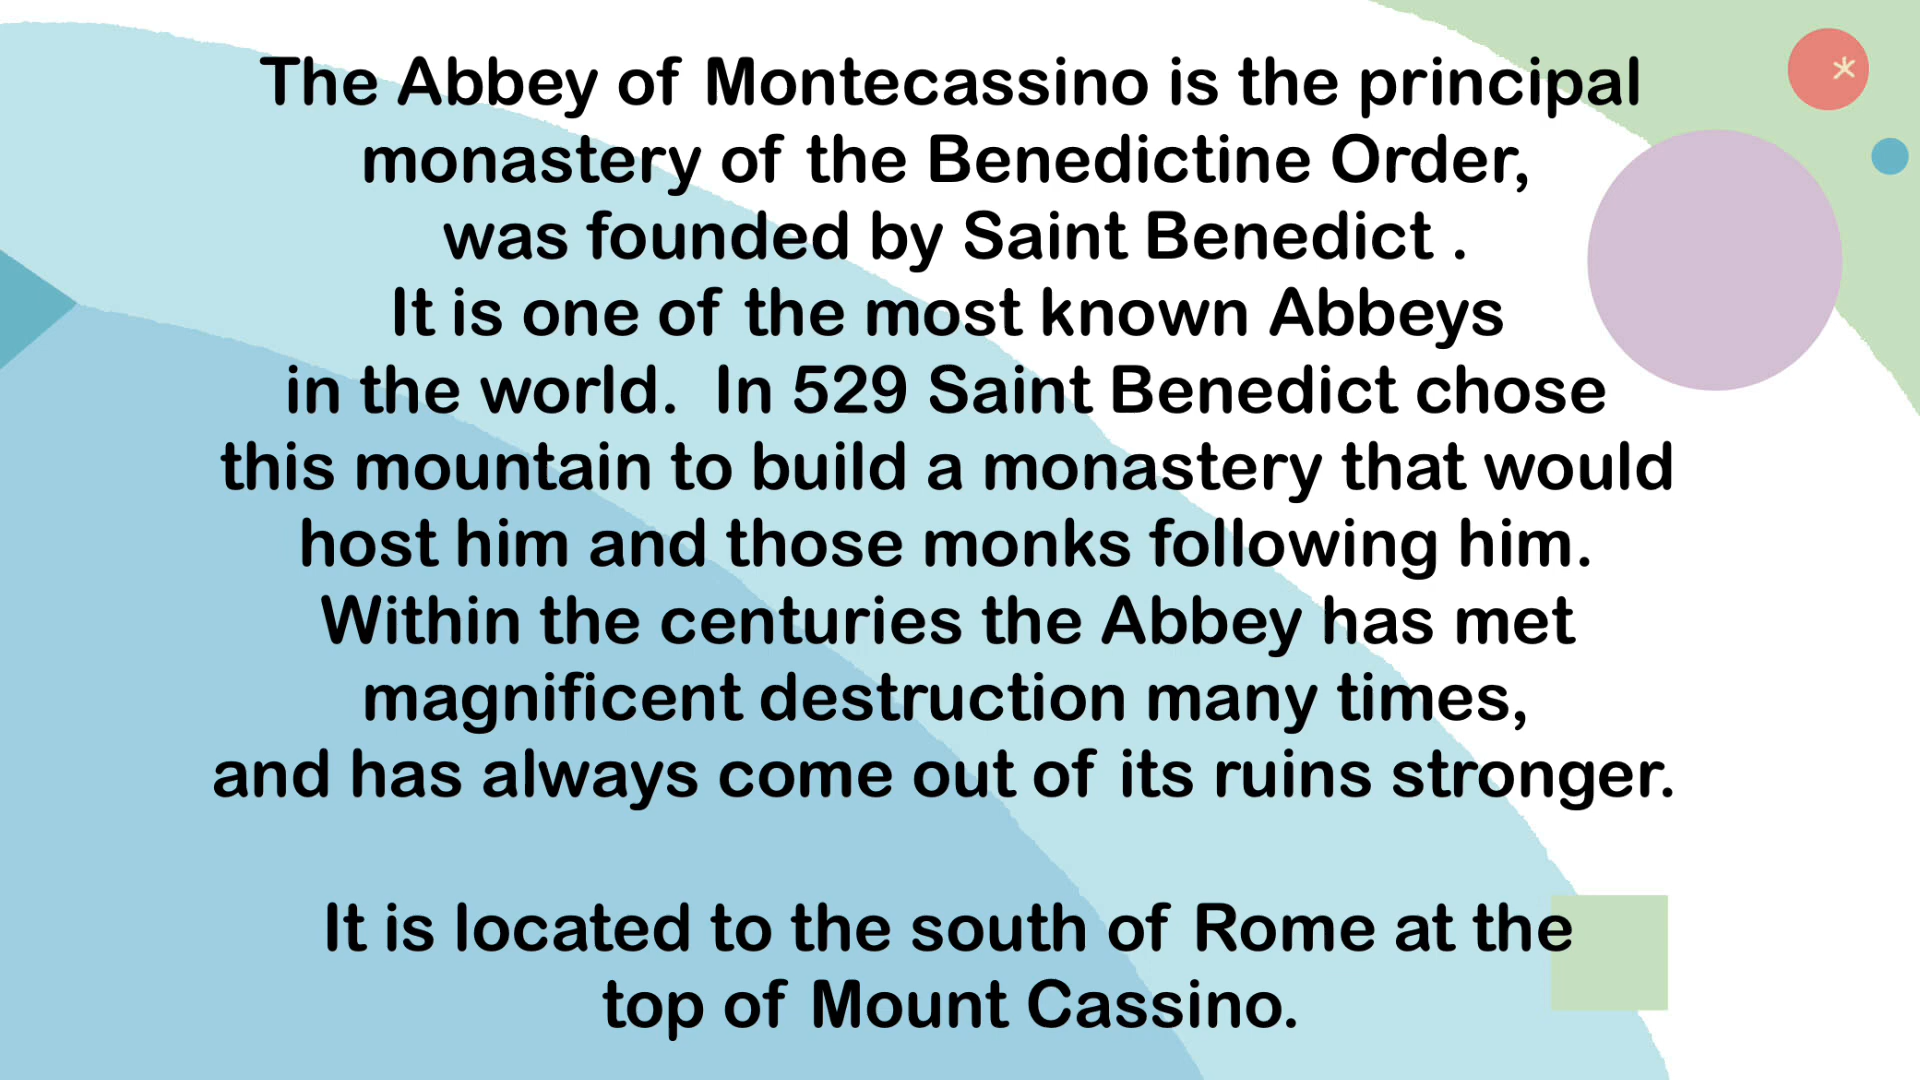 The Abbey of Montecassino is the principal
monastery of the Benedictine Order,
was founded by Saint Benedict .
It is one of the most known Abbeys
in the world.  In 529 Saint Benedict chose
this mountain to build a monastery that would
host him and those monks following him.
Within the centuries the Abbey has met
magnificent destruction many times,
and has always come out of its ruins stronger.
It is located to the south of Rome at the
top of Mount Cassino.